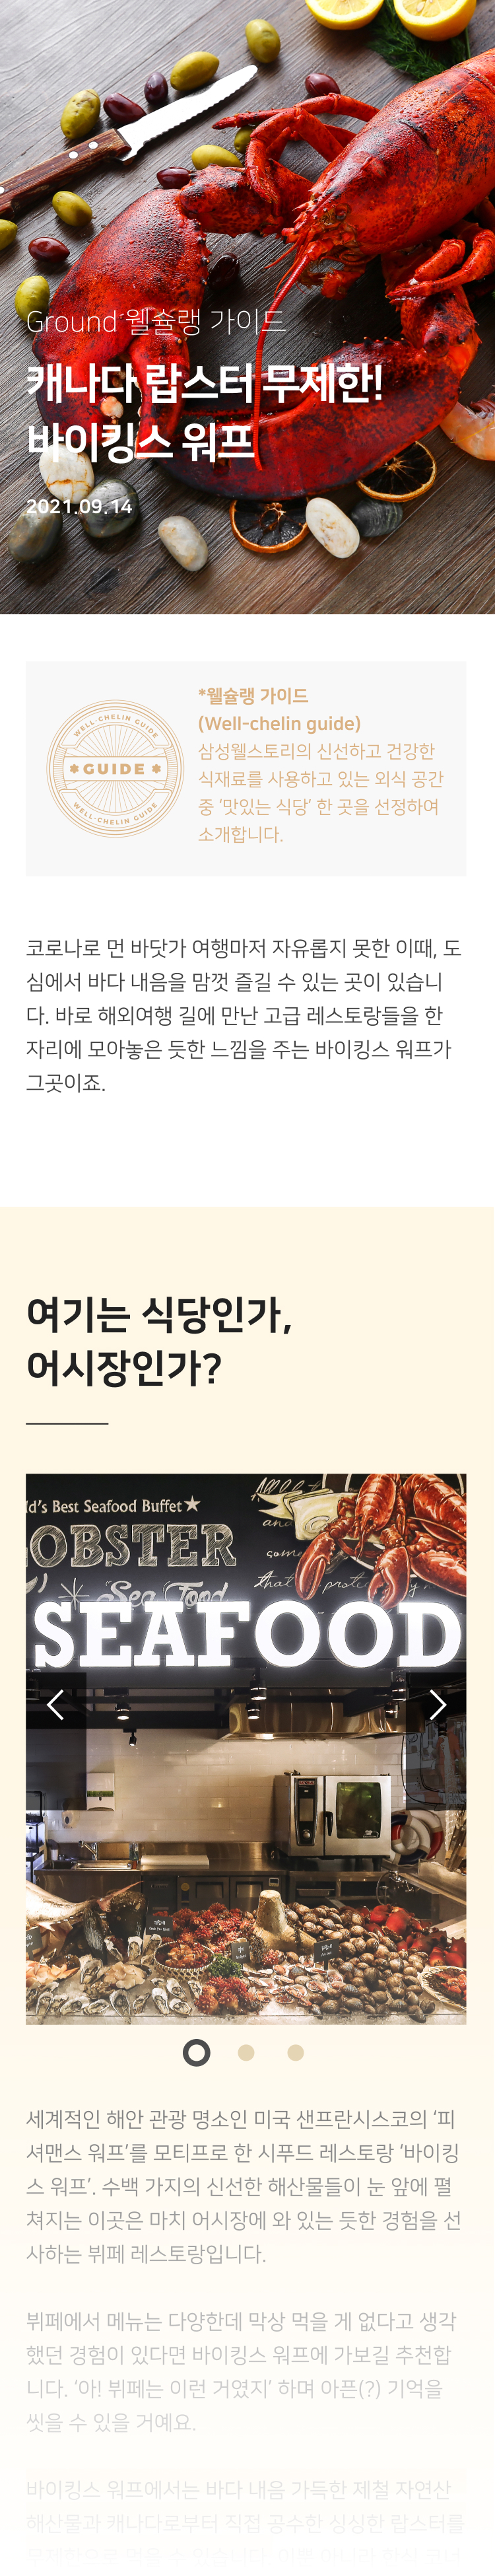 Ground 웰슐랭 가이드
캐나다 랍스터 무제한!
바이킹스 워프
2021.09.14
WELL-CHELIN GUIDE
GUIDE
WELL-CHELIN GUIDE
*웰슐랭 가이드
(Well-chelin guide)
삼성웰스토리의 신선하고 건강한
식재료를 사용하고 있는 외식 공간
중 '맛있는 식당' 한 곳을 선정하여
소개합니다.
코로나로 먼 바닷가 여행마저 자유롭지 못한 이때, 도
심에서 바다 내음을 맘껏 즐길 수 있는 곳이 있습니
다. 바로 해외여행 길에 만난 고급 레스토랑들을 한
자리에 모아놓은 듯한 느낌을 주는 바이킹스 워프가
그곳이죠.
여기는 식당인가,
어시장인가?
ld's Best Seafood Buffet★
OBSTER
and
som
Sea Food
that prote
SEAFOOD
세계적인 해안 관광 명소인 미국 샌프란시스코의 '피
셔맨스 워프'를 모티프로 한 시푸드 레스토랑 '바이킹
스 워프'. 수백 가지의 신선한 해산물들이 눈 앞에 펼
쳐지는 이곳은 마치 어시장에 와 있는 듯한 경험을 선
사하는 뷔페 레스토랑입니다.
뷔페에서 메뉴는 다양한데 막상 먹을 게 없다고 생각
했던 경험이 있다면 바이킹스 워프에 가보길 추천합
니다. '아! 뷔페는 이런 거였지' 하며 아픈(?) 기억을
씻을 수 있을 거예요.
바이킹스 워프에서는 바다 내음 가득한 제철 자연산
해산물과 캐나다로부터 직접 공수한 싱싱한 랍스터를